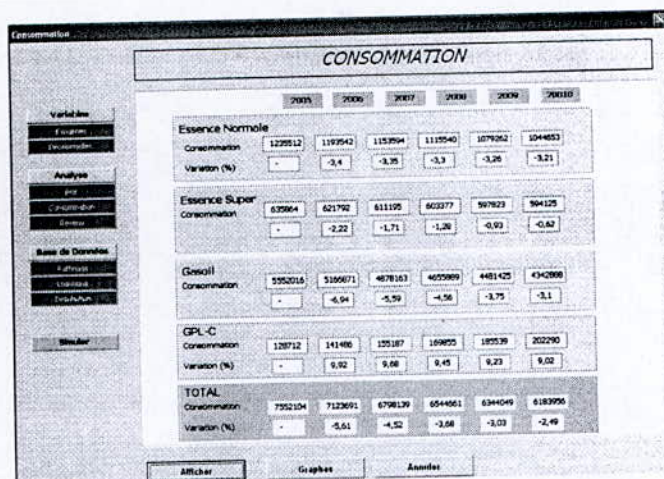 Consommation
CONSOMMATION
2005 2006 2007 2008 2009 20010
Variables
Analyse
Consommation
Base de Données
Simuler
Essence Normale
Consommation 1235512 1193542 1153594 1115540 1079262 1044653
Variation (%) - -3,4 -3,35 -3,3 -3,26 -3,21
Essence Super
Consommation 635864 621792 611195 603377 597823 594125
- -2,22 -1,71 -1,28 -0,93 -0,62
Gasoil
Consommation 5552016 5166871 4878163 4655889 4481425 4342888
- -6,94 -5,59 -4,56 -3,75 -3,1
GPL-C
Consommation 128712 141486 155187 169855 185539 202290
Variation (%) - 9,92 9,68 9,45 9,23 9,02
TOTAL
Consommation 7552104 7123691 6798139 6544661 6344049 6183956
Variation (%) - -5,61 -4,52 -3,68 -3,03 -2,49
Afficher Graphes Annuler